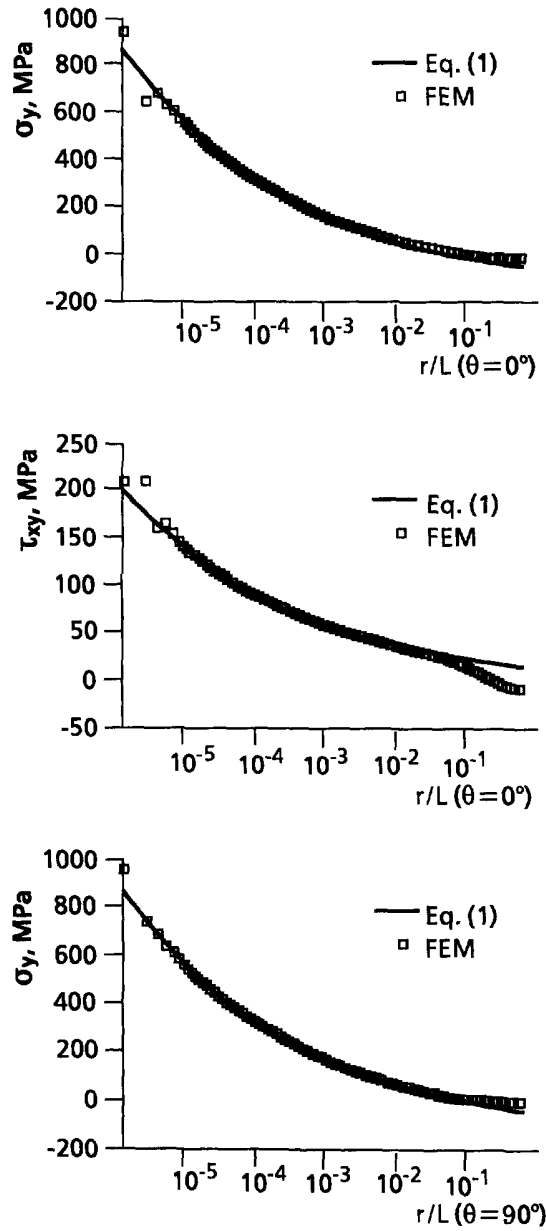 1000
800
600
400
200
0
-200
σy, MPa
Eq. (1)
FEM
10-5 10-4 10-3 10-2 10-1
r/L (θ=0°)
250
200
150
100
50
0
-50
τxy, MPa
Eq. (1)
FEM
10-5 10-4 10-3 10-2 10-1
r/L (θ=0°)
1000
800
600
400
200
0
-200
σy, MPa
Eq. (1)
FEM
10-5 10-4 10-3 10-2 10-1
r/L (θ=90°)